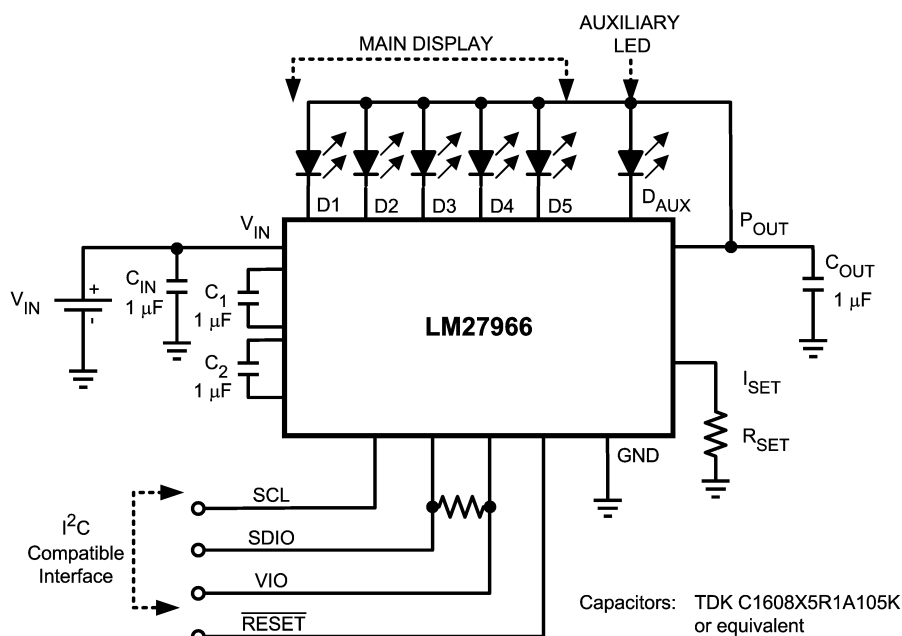 MAIN DISPLAY
AUXILIARY
LED
D1
D2
D3
D4
D5
DAUX
VIN
POUT
VIN
+
-
CIN
1 µF
C1
1 µF
C2
1 µF
LM27966
COUT
1 µF
ISET
RSET
GND
I2C
Compatible
Interface
SCL
SDIO
VIO
RESET
Capacitors: TDK C1608X5R1A105K
or equivalent